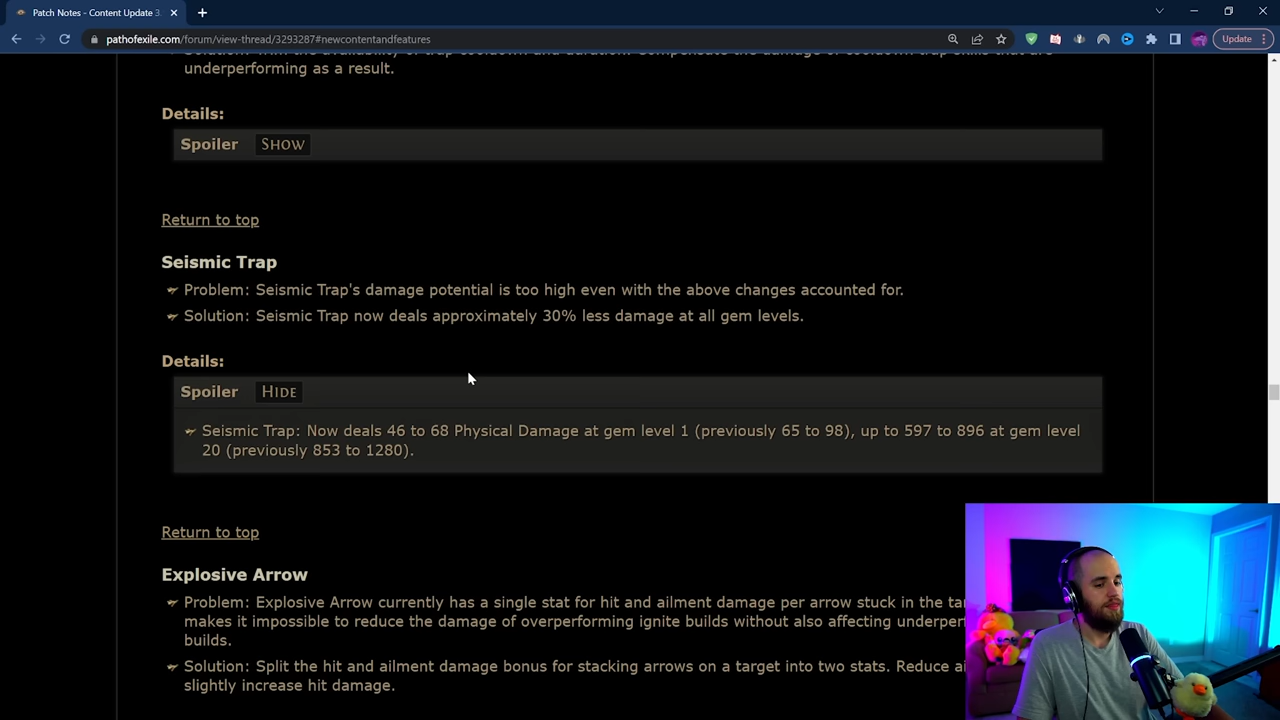 Patch Notes - Content Update 3.
pathofexile.com/forum/view-thread/3293287#newcontentandfeatures
Update
underperforming as a result.
Details:
Spoiler SHOW
Return to top
Seismic Trap
Problem: Seismic Trap's damage potential is too high even with the above changes accounted for.
Solution: Seismic Trap now deals approximately 30% less damage at all gem levels.
Details:
Spoiler HIDE
Seismic Trap: Now deals 46 to 68 Physical Damage at gem level 1 (previously 65 to 98), up to 597 to 896 at gem level
20 (previously 853 to 1280).
Return to top
Explosive Arrow
Problem: Explosive Arrow currently has a single stat for hit and ailment damage per arrow stuck in the
makes it impossible to reduce the damage of overperforming ignite builds without also affecting
builds.
Solution: Split the hit and ailment damage bonus for stacking arrows on a target into two stats. Reduce
slightly increase hit damage.